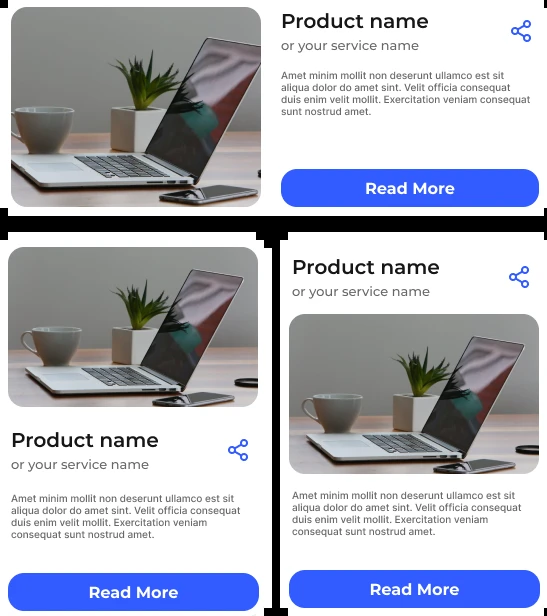 Product name
or your service name
Amet minim mollit non deserunt ullamco est sit
aliqua dolor do amet sint. Velit officia consequat
duis enim velit mollit. Exercitation veniam consequat
sunt nostrud amet.
Read More
Product name
or your service name
Amet minim mollit non deserunt ullamco est sit
aliqua dolor do amet sint. Velit officia consequat
duis enim velit mollit. Exercitation veniam
consequat sunt nostrud amet.
Read More
Product name
or your service name
Amet minim mollit non deserunt ullamco est sit
aliqua dolor do amet sint. Velit officia consequat
duis enim velit mollit. Exercitation veniam
consequat sunt nostrud amet.
Read More